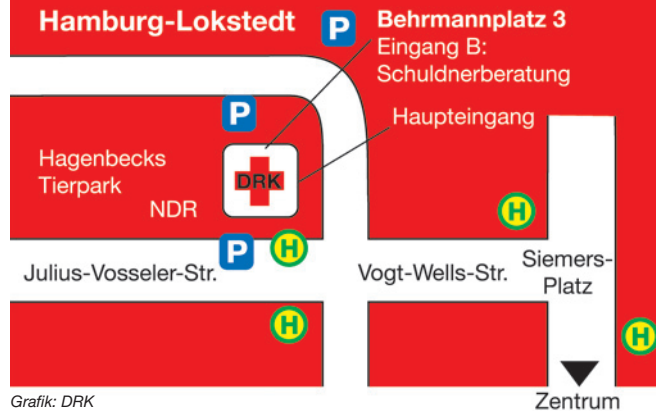 Hamburg-Lokstedt
P
Behrmannplatz 3
Eingang B:
Schuldnerberatung
P
Haupteingang
Hagenbecks
Tierpark
DRK
NDR
H
P
H
Julius-Vosseler-Str.
Vogt-Wells-Str.
Siemers-
Platz
H
H
Grafik: DRK
Zentrum